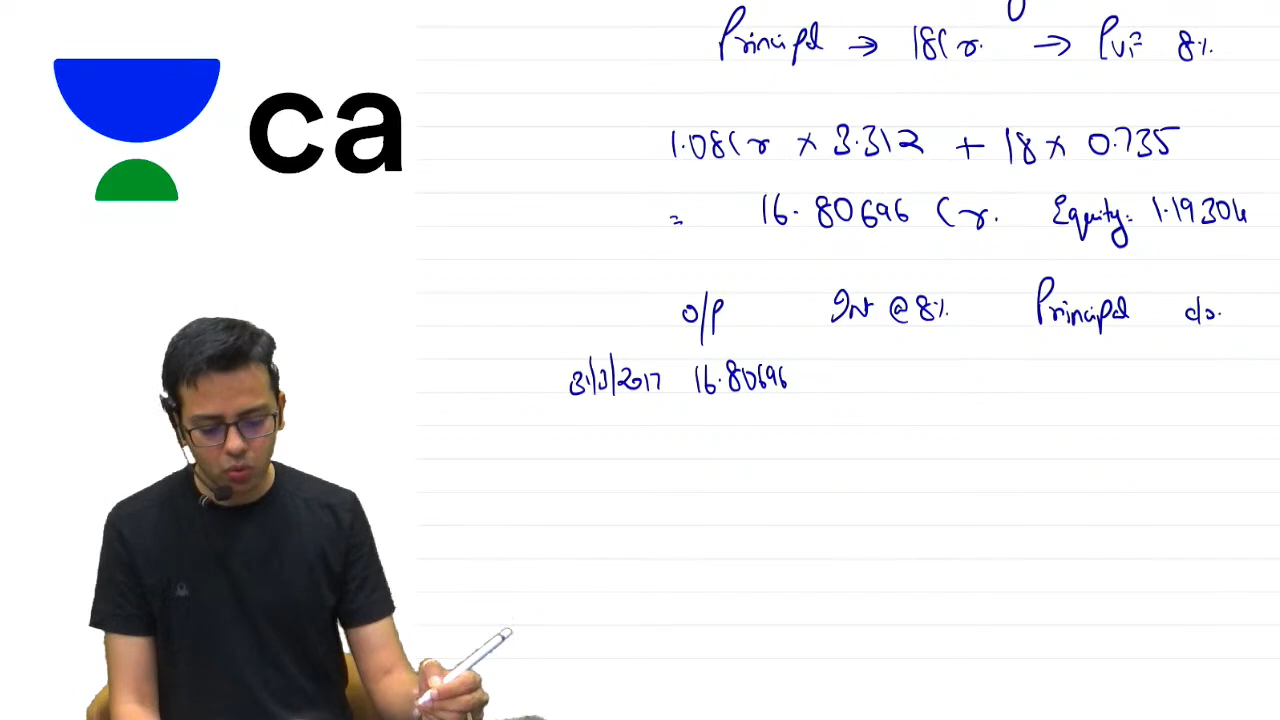 ca
Principal → 18Cr. → PVF 8%
1.08Cr × 3.312 + 18 × 0.735
= 16.80696 Cr. Equity: 1.19304
O/P Int @ 8% Principal c/s.
31/3/2017 16.80696